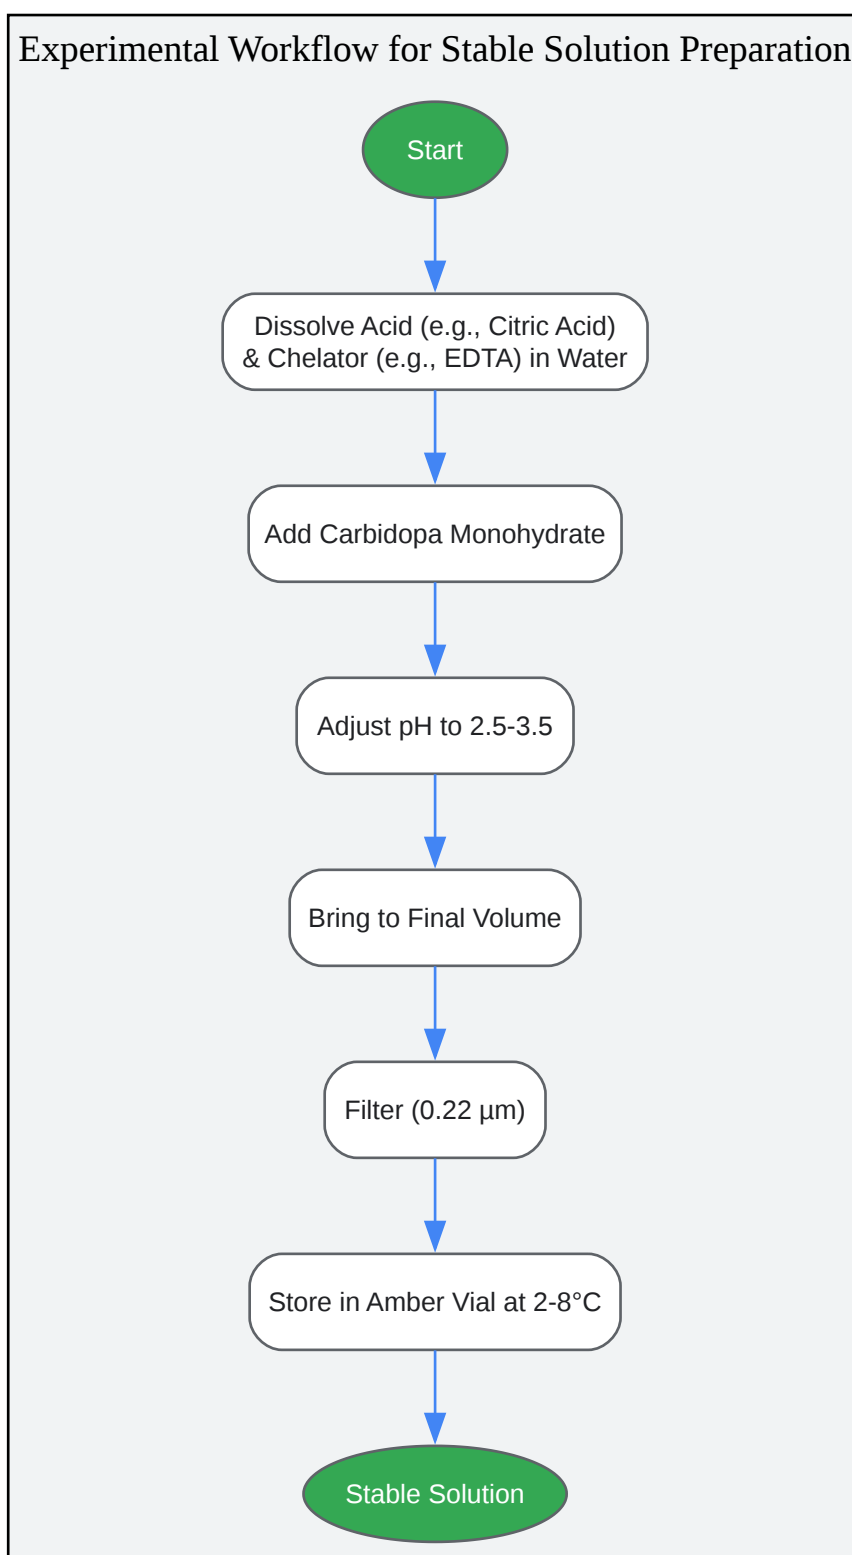 Experimental Workflow for Stable Solution Preparation
Start
Dissolve Acid (e.g., Citric Acid)
& Chelator (e.g., EDTA) in Water
Add Carbidopa Monohydrate
Adjust pH to 2.5-3.5
Bring to Final Volume
Filter (0.22 µm)
Store in Amber Vial at 2-8°C
Stable Solution